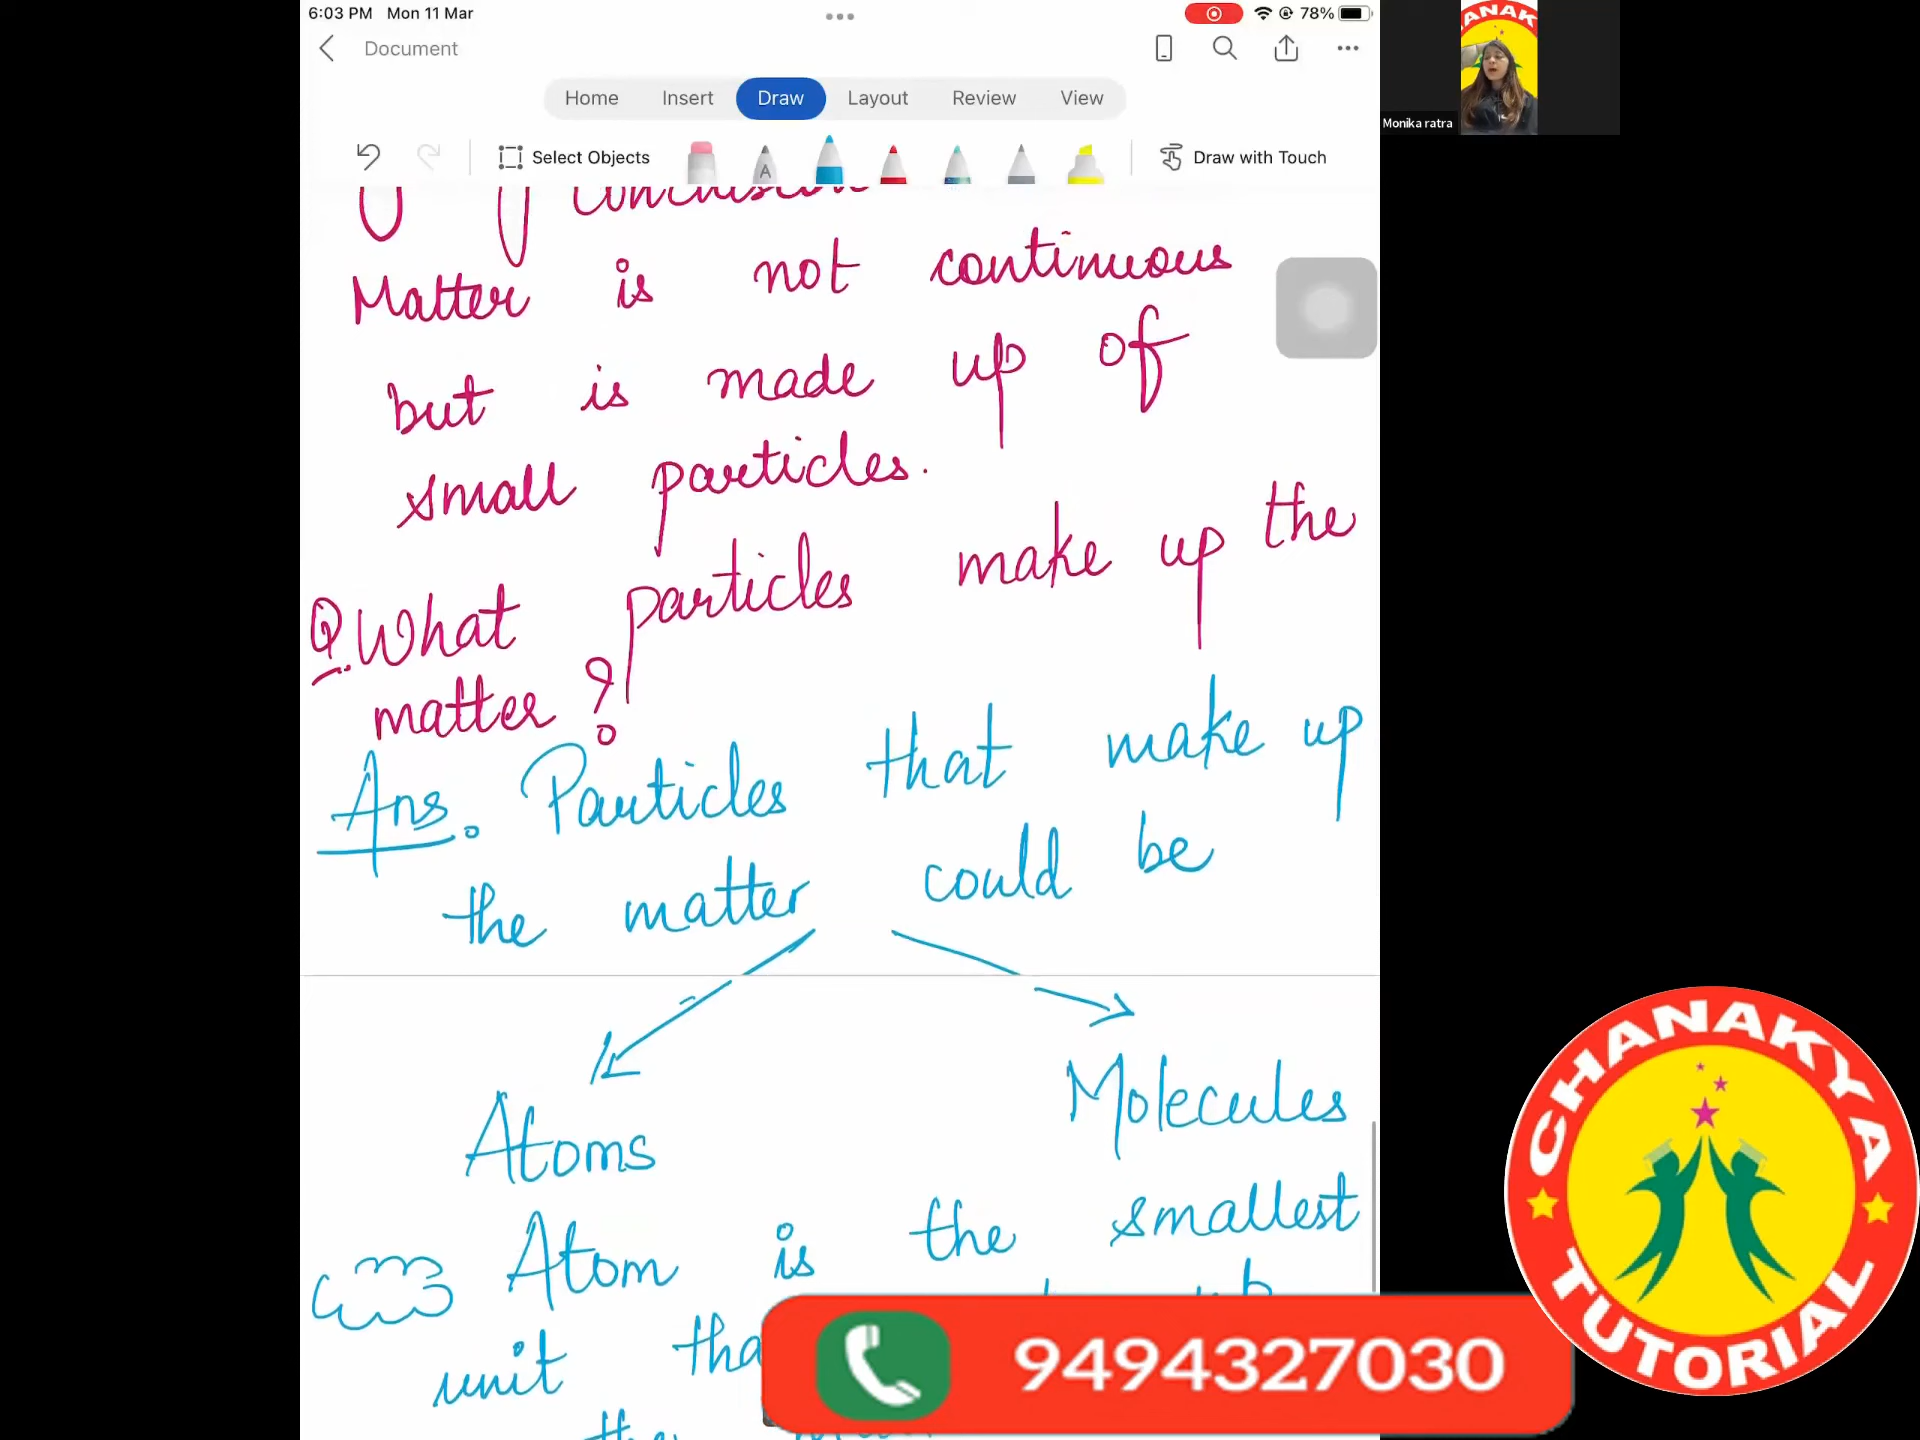 6:03 PM Mon 11 Mar
78%
Document
Home Insert Draw Layout Review View
Select Objects
A
Draw with Touch
Conclusion
Matter is not continuous
but is made up of
small particles.
Q. What particles make up the
matter ?
Ans. Particles that make up
the matter could be
Atoms
Molecules
Atom is the smallest
unit
the
9494327030
Monika ratra
ANAK
CHANAKYA
TUTORIAL